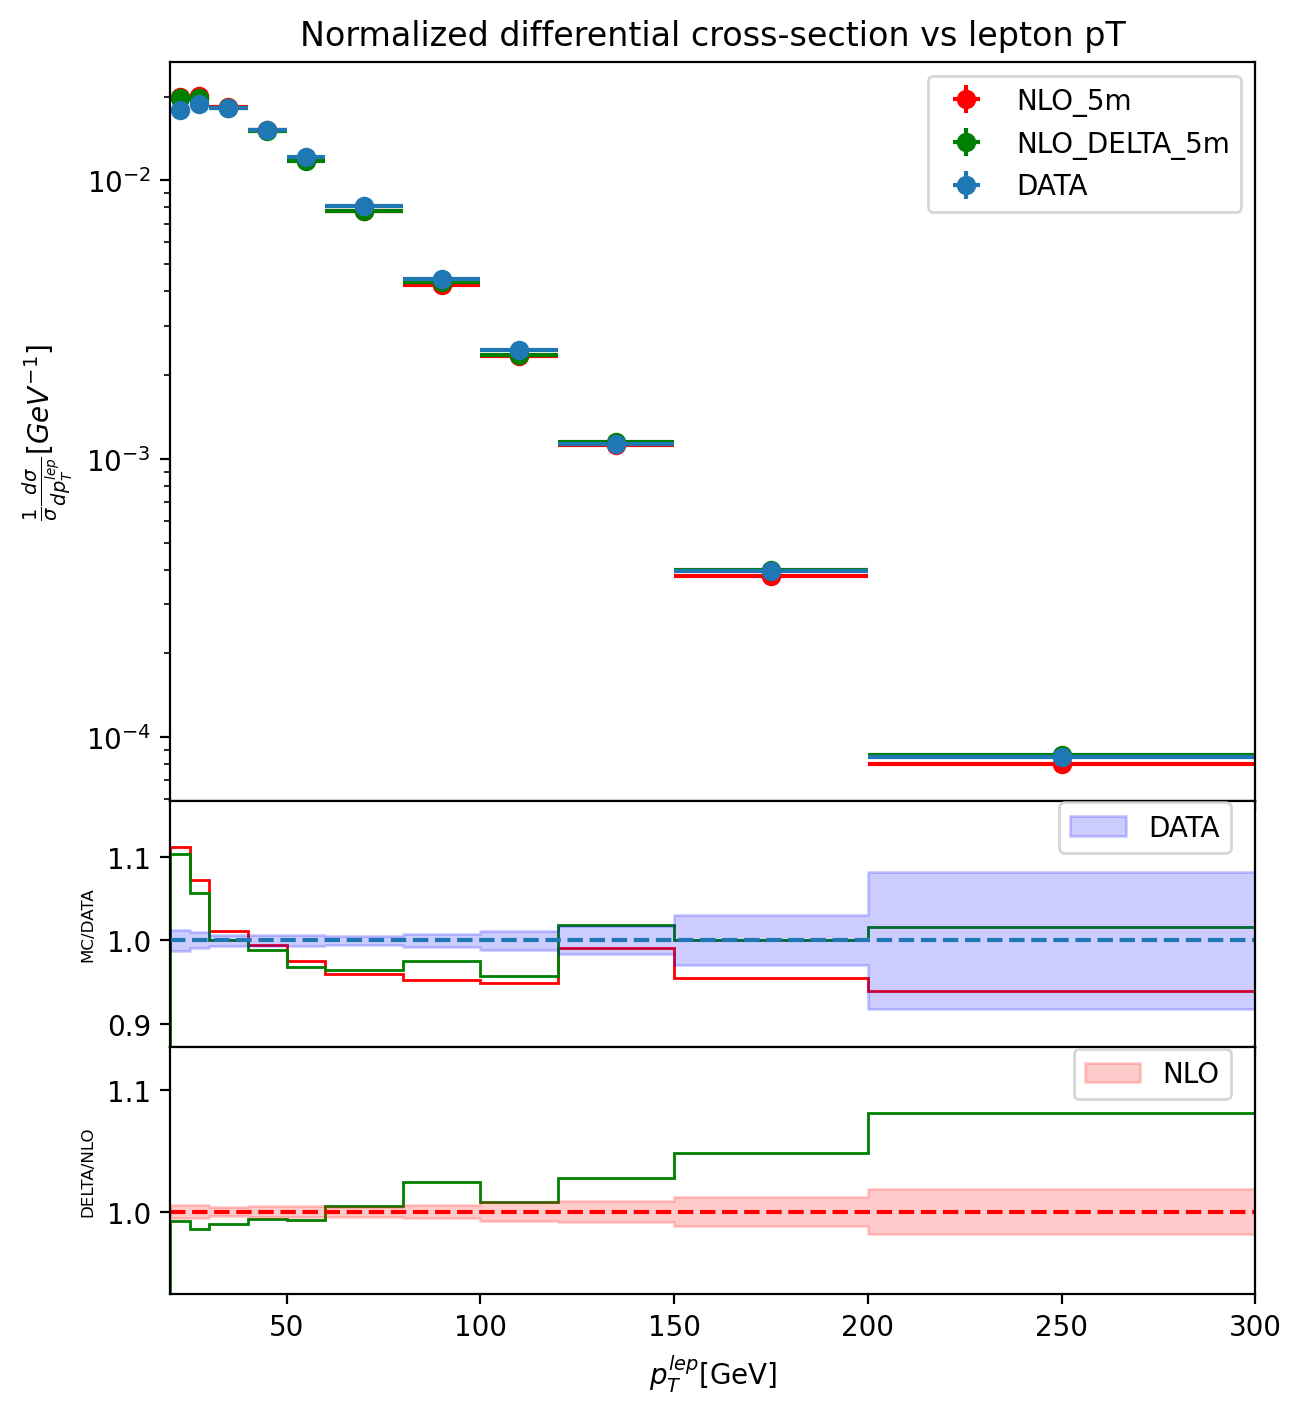 Normalized differential cross-section vs lepton pT
NLO_5m
NLO_DELTA_5m
DATA
10⁻²
10⁻³
10⁻⁴
1/σ dσ/dp_T^lep [GeV⁻¹]
DATA
1.1
1.0
0.9
MC/DATA
NLO
1.1
1.0
DELTA/NLO
50 100 150 200 250 300
p_T^lep [GeV]